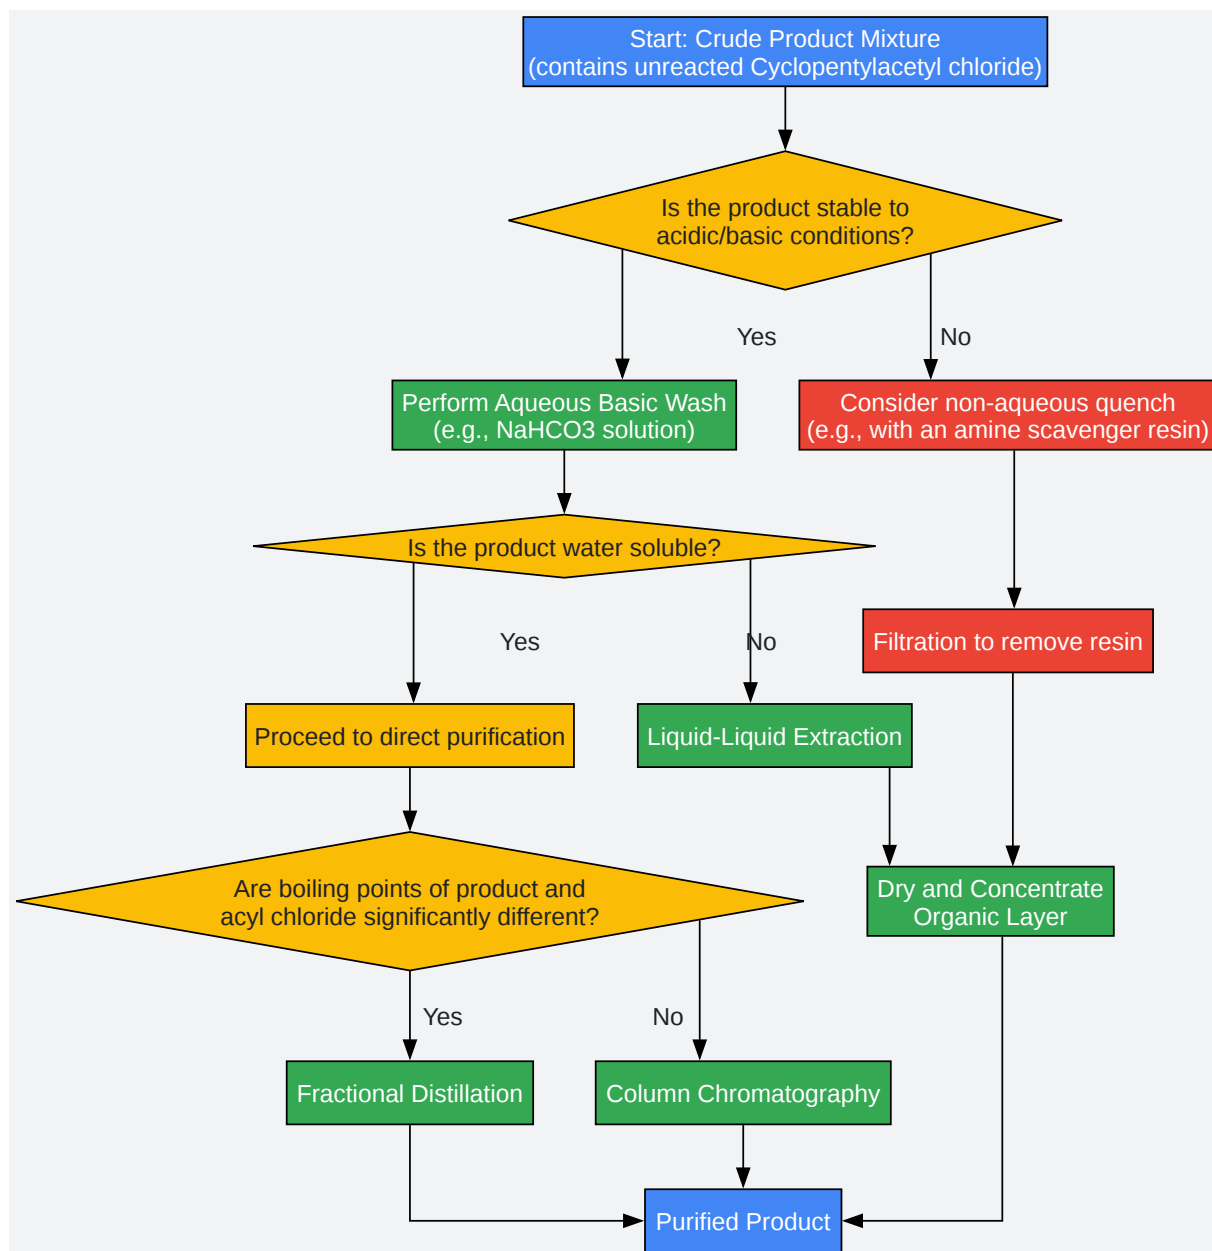 Start: Crude Product Mixture
(contains unreacted Cyclopentylacetyl chloride)
Is the product stable to
acidic/basic conditions?
Yes
No
Perform Aqueous Basic Wash
(e.g., NaHCO3 solution)
Consider non-aqueous quench
(e.g., with an amine scavenger resin)
Is the product water soluble?
Yes
No
Filtration to remove resin
Proceed to direct purification
Liquid-Liquid Extraction
Are boiling points of product and
acyl chloride significantly different?
Dry and Concentrate
Organic Layer
Yes
No
Fractional Distillation
Column Chromatography
Purified Product